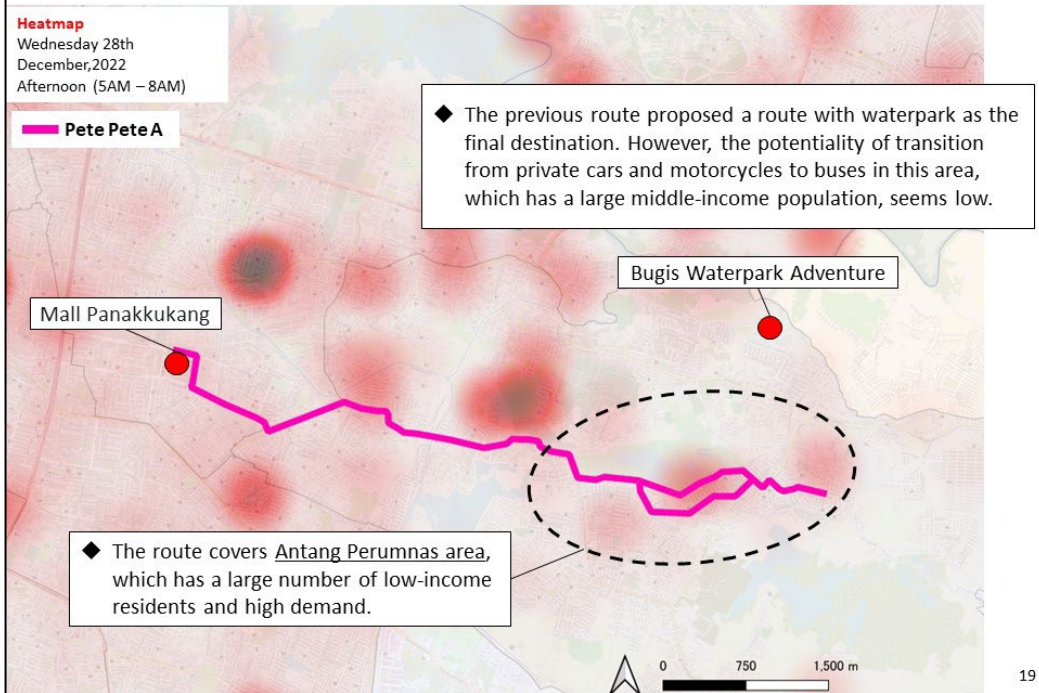 Heatmap
Wednesday 28th
December,2022
Afternoon (5AM – 8AM)
Pete Pete A
◆ The previous route proposed a route with waterpark as the
final destination. However, the potentiality of transition
from private cars and motorcycles to buses in this area,
which has a large middle-income population, seems low.
Bugis Waterpark Adventure
Mall Panakkukang
◆ The route covers Antang Perumnas area,
which has a large number of low-income
residents and high demand.
0 750 1,500 m
19